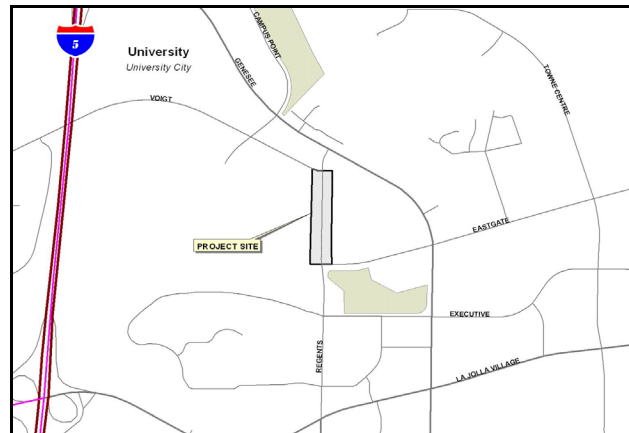 5
University
University City
CAMPUS POINT
GENESEE
VOIGT
TOWNE CENTRE
PROJECT SITE
EASTGATE
EXECUTIVE
REGENTS
LA JOLLA VILLAGE